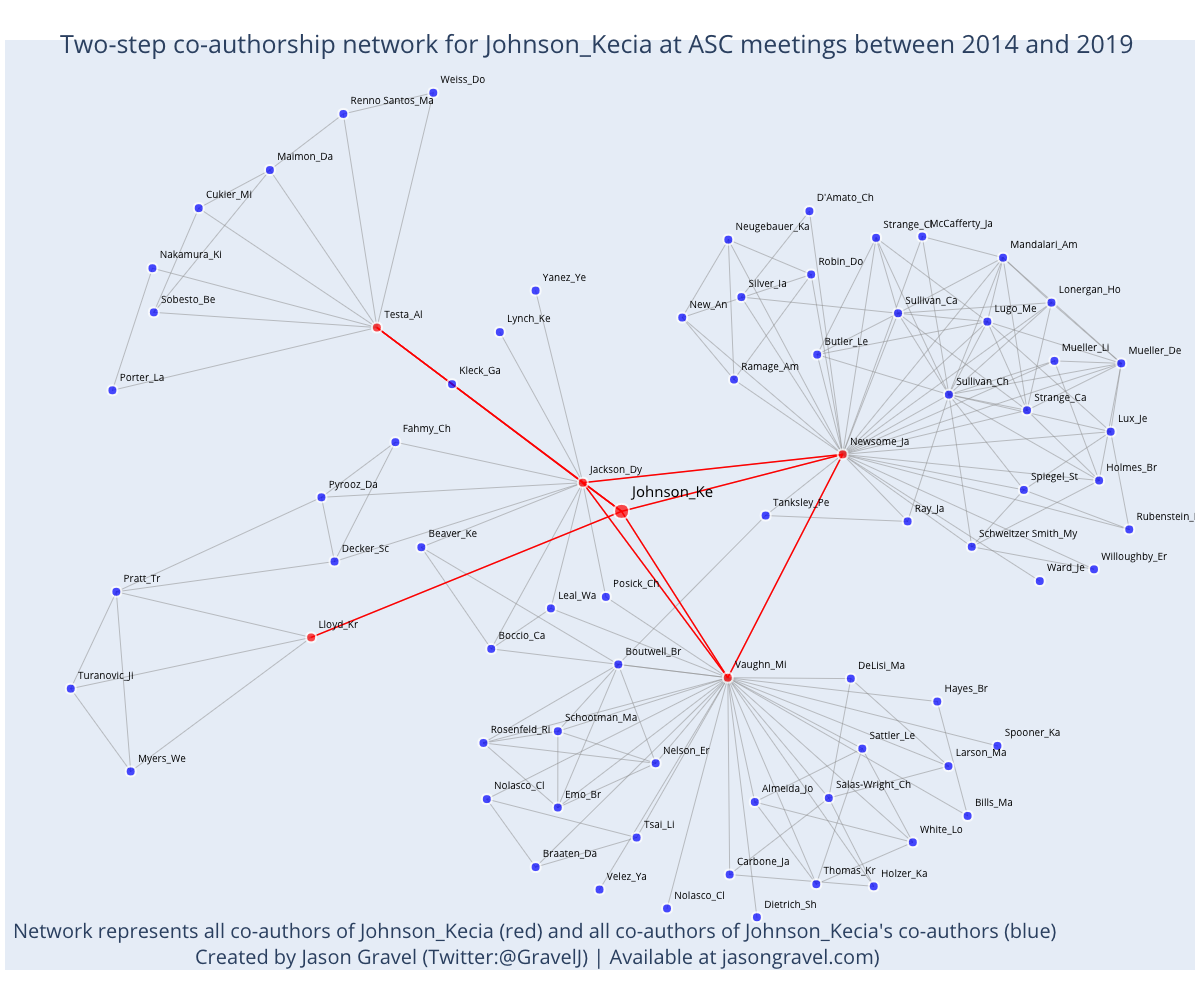 Two-step co-authorship network for Johnson_Kecia at ASC meetings between 2014 and 2019
Weiss_Do
Renno Santos_Ma
Maimon_Da
Cukier_Mi
Nakamura_Ki
Sobesto_Be
Porter_La
Testa_Al
Yanez_Ye
Lynch_Ke
Kleck_Ga
D'Amato_Ch
Neugebauer_Ka
Strange_Cl
McCafferty_Ja
Mandalari_Am
Robin_Do
Silver_Ia
New_An
Sullivan_Ca
Lonergan_Ho
Lugo_Me
Butler_Le
Ramage_Am
Mueller_Li
Mueller_De
Sullivan_Ch
Strange_Ca
Lux_Je
Newsome_Ja
Fahmy_Ch
Jackson_Dy
Johnson_Ke
Pyrooz_Da
Spiegel_St
Holmes_Br
Tanksley_Pe
Ray_Ja
Rubenstein_
Schweitzer Smith_My
Decker_Sc
Beaver_Ke
Willoughby_Er
Ward_Je
Pratt_Tr
Posick_Ch
Leal_Wa
Lloyd_Kr
Boccio_Ca
Boutwell_Br
Vaughn_Mi
DeLisi_Ma
Turanovic_Ji
Hayes_Br
Schootman_Ma
Rosenfeld_Ri
Sattler_Le
Spooner_Ka
Nelson_Er
Larson_Ma
Myers_We
Nolasco_Cl
Emo_Br
Almeida_Jo
Salas-Wright_Ch
Bills_Ma
Tsai_Li
White_Lo
Braaten_Da
Velez_Ya
Carbone_Ja
Thomas_Kr
Holzer_Ka
Nolasco_Cl
Dietrich_Sh
Network represents all co-authors of Johnson_Kecia (red) and all co-authors of Johnson_Kecia's co-authors (blue)
Created by Jason Gravel (Twitter:@GravelJ) | Available at jasongravel.com)